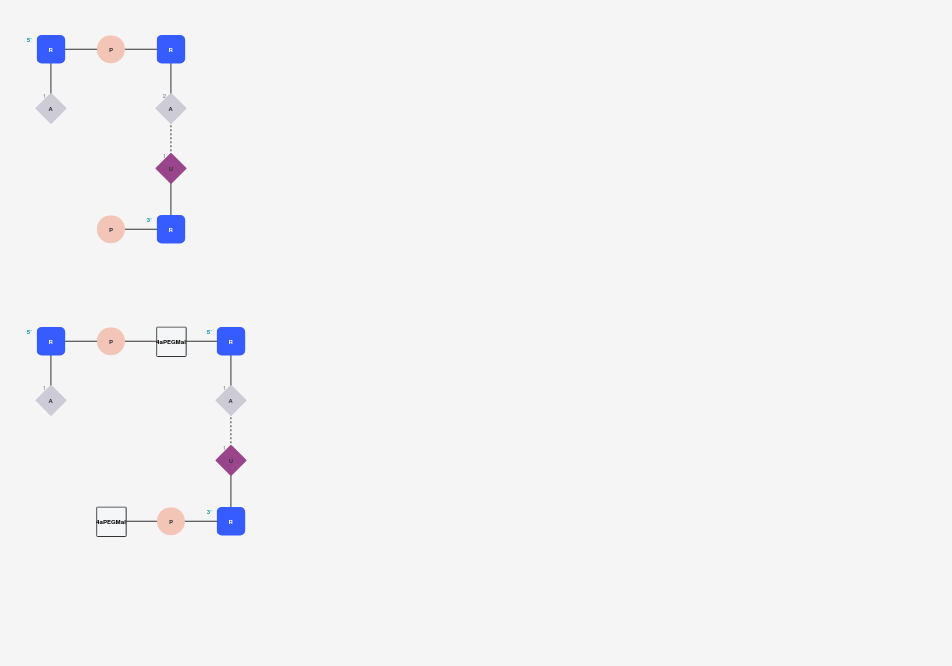 5' R P R
1 A 2 A
1 U
P 3' R
5' R P 4aPEGMal 5' R
1 A 1 A
1 U
4aPEGMal P 3' R